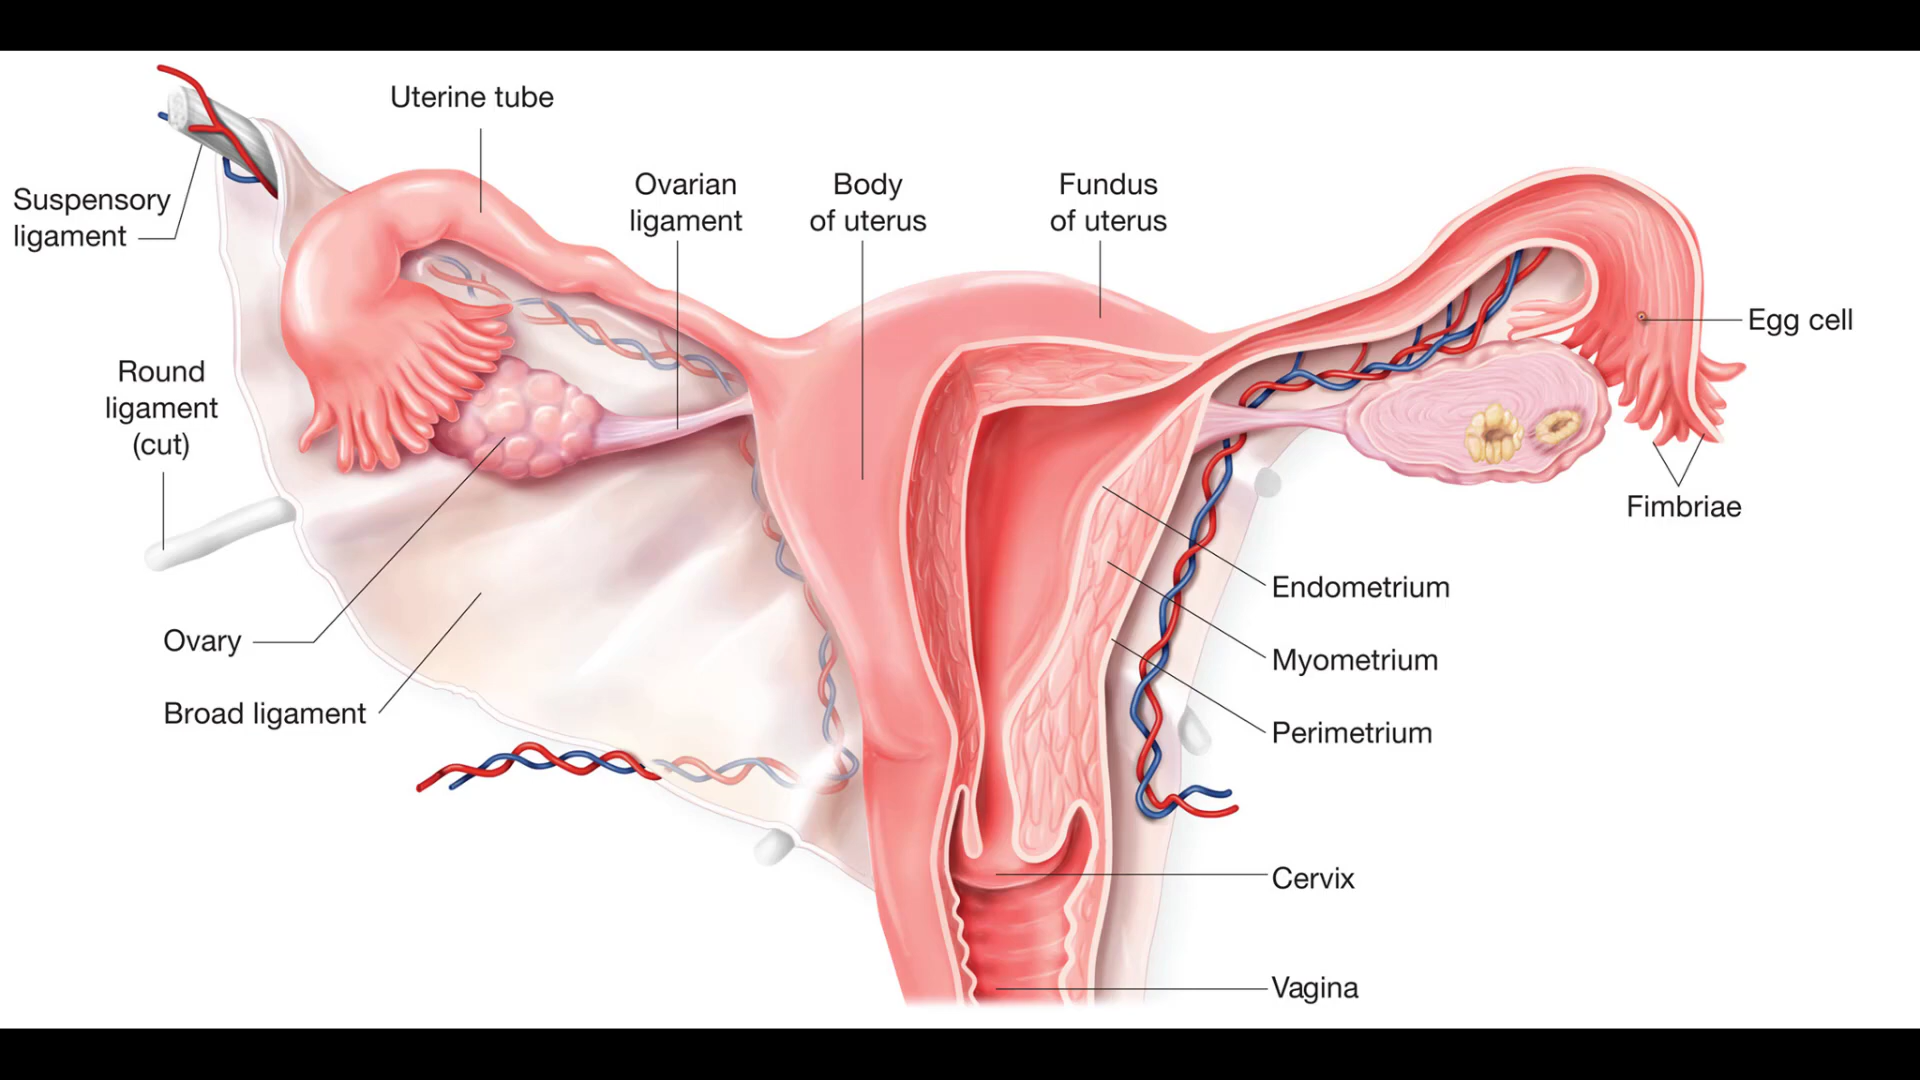 Uterine tube
Suspensory
ligament
Ovarian
ligament
Body
of uterus
Fundus
of uterus
Egg cell
Round
ligament
(cut)
Fimbriae
Endometrium
Ovary
Myometrium
Broad ligament
Perimetrium
Cervix
Vagina